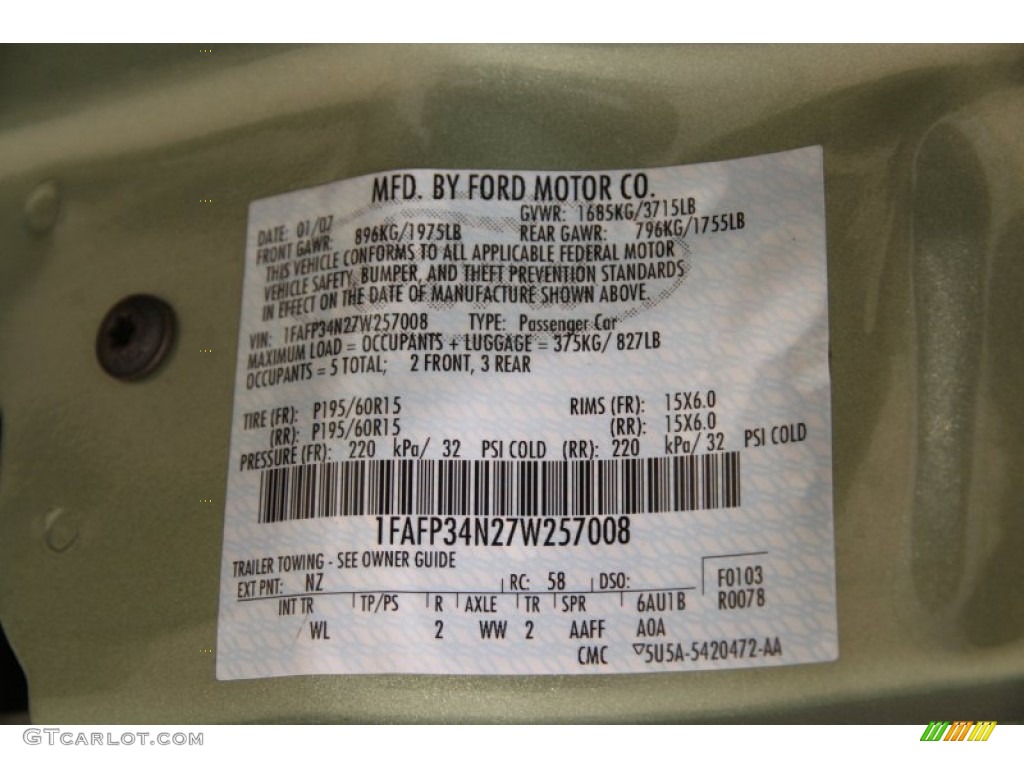 MFD. BY FORD MOTOR CO.
DATE: 01/07 GVWR: 1685KG/3715LB
FRONT GAWR: 896KG/1975LB REAR GAWR: 796KG/1755LB
THIS VEHICLE CONFORMS TO ALL APPLICABLE FEDERAL MOTOR
VEHICLE SAFETY, BUMPER, AND THEFT PREVENTION STANDARDS
IN EFFECT ON THE DATE OF MANUFACTURE SHOWN ABOVE.
VIN: 1FAFP34N27W257008 TYPE: Passenger Car
MAXIMUM LOAD = OCCUPANTS + LUGGAGE = 375KG/ 827LB
OCCUPANTS = 5 TOTAL; 2 FRONT, 3 REAR
TIRE (FR): P195/60R15 RIMS (FR): 15X6.0
(RR): P195/60R15 (RR): 15X6.0
PRESSURE (FR): 220 kPa/ 32 PSI COLD (RR): 220 kPa/ 32 PSI COLD
1FAFP34N27W257008
TRAILER TOWING - SEE OWNER GUIDE
EXT PNT: NZ RC: 58 DSO: F0103
INT TR TP/PS R AXLE TR SPR 6AU1B R0078
WL 2 WW 2 AAFF A0A
CMC ▽5U5A-5420472-AA
GTcarlot.com